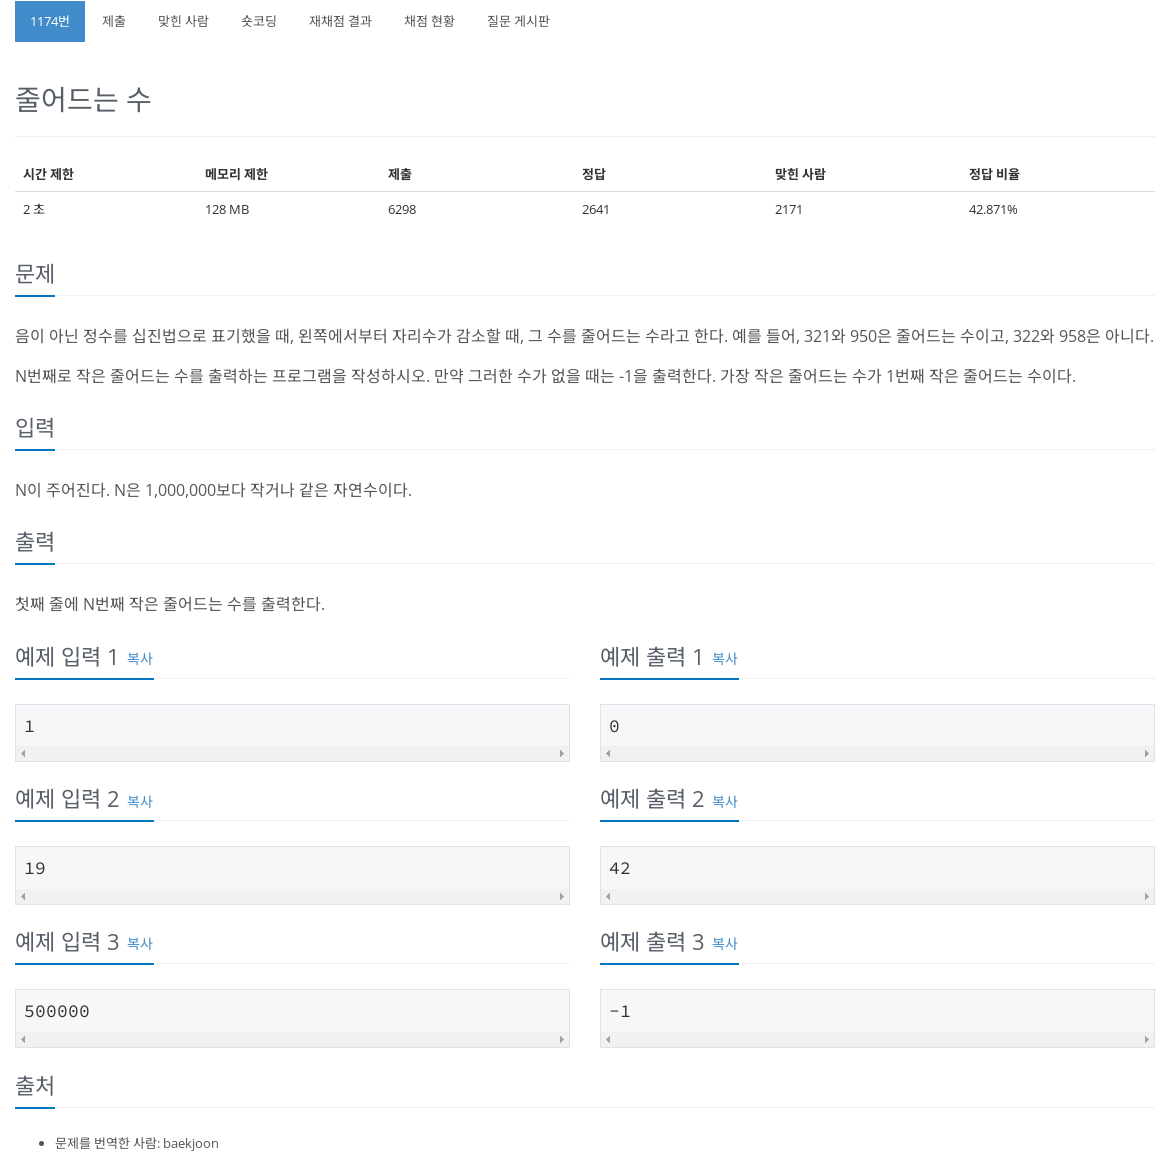 1174번 제출 맞힌 사람 숏코딩 재채점 결과 채점 현황 질문 게시판
줄어드는 수
시간 제한 메모리 제한 제출 정답 맞힌 사람 정답 비율
2 초 128 MB 6298 2641 2171 42.871%
문제
음이 아닌 정수를 십진법으로 표기했을 때, 왼쪽에서부터 자리수가 감소할 때, 그 수를 줄어드는 수라고 한다. 예를 들어, 321와 950은 줄어드는 수이고, 322와 958은 아니다.
N번째로 작은 줄어드는 수를 출력하는 프로그램을 작성하시오. 만약 그러한 수가 없을 때는 -1을 출력한다. 가장 작은 줄어드는 수가 1번째 작은 줄어드는 수이다.
입력
N이 주어진다. N은 1,000,000보다 작거나 같은 자연수이다.
출력
첫째 줄에 N번째 작은 줄어드는 수를 출력한다.
예제 입력 1 복사
1
예제 출력 1 복사
0
예제 입력 2 복사
19
예제 출력 2 복사
42
예제 입력 3 복사
500000
예제 출력 3 복사
-1
출처
문제를 번역한 사람: baekjoon